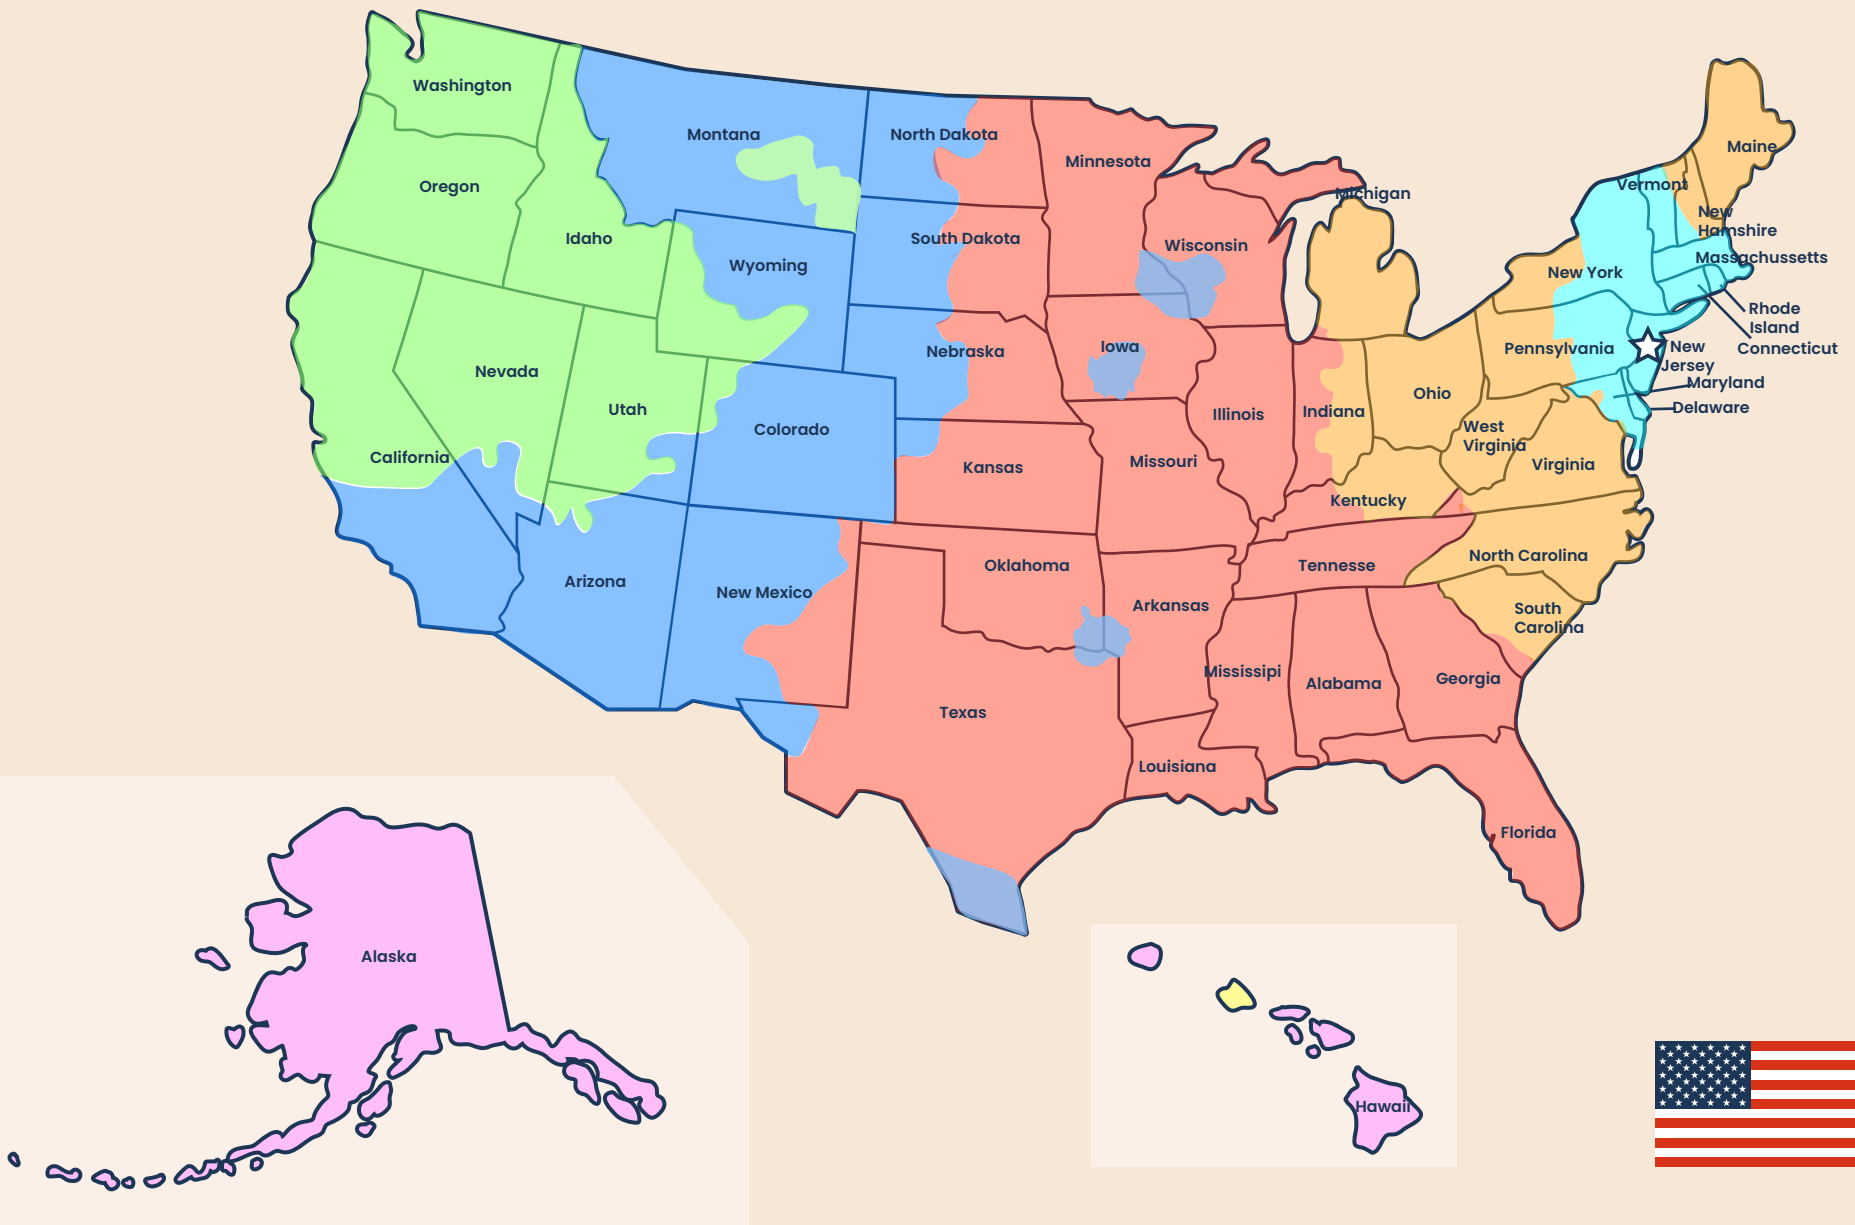 Washington
Montana
North Dakota
Minnesota
Maine
Oregon
Vermont
Michigan
New
Hamshire
Idaho
South Dakota
Wisconsin
Massachussetts
Wyoming
New York
Rhode
Island
Connecticut
Nevada
Nebraska
Iowa
Pennsylvania
New
Jersey
Maryland
Delaware
Utah
Colorado
Illinois
Indiana
Ohio
West
Virginia
California
Kansas
Missouri
Virginia
Kentucky
Arizona
New Mexico
Oklahoma
Tennesse
North Carolina
Arkansas
South
Carolina
Mississipi
Alabama
Georgia
Texas
Louisiana
Florida
Alaska
Hawaii